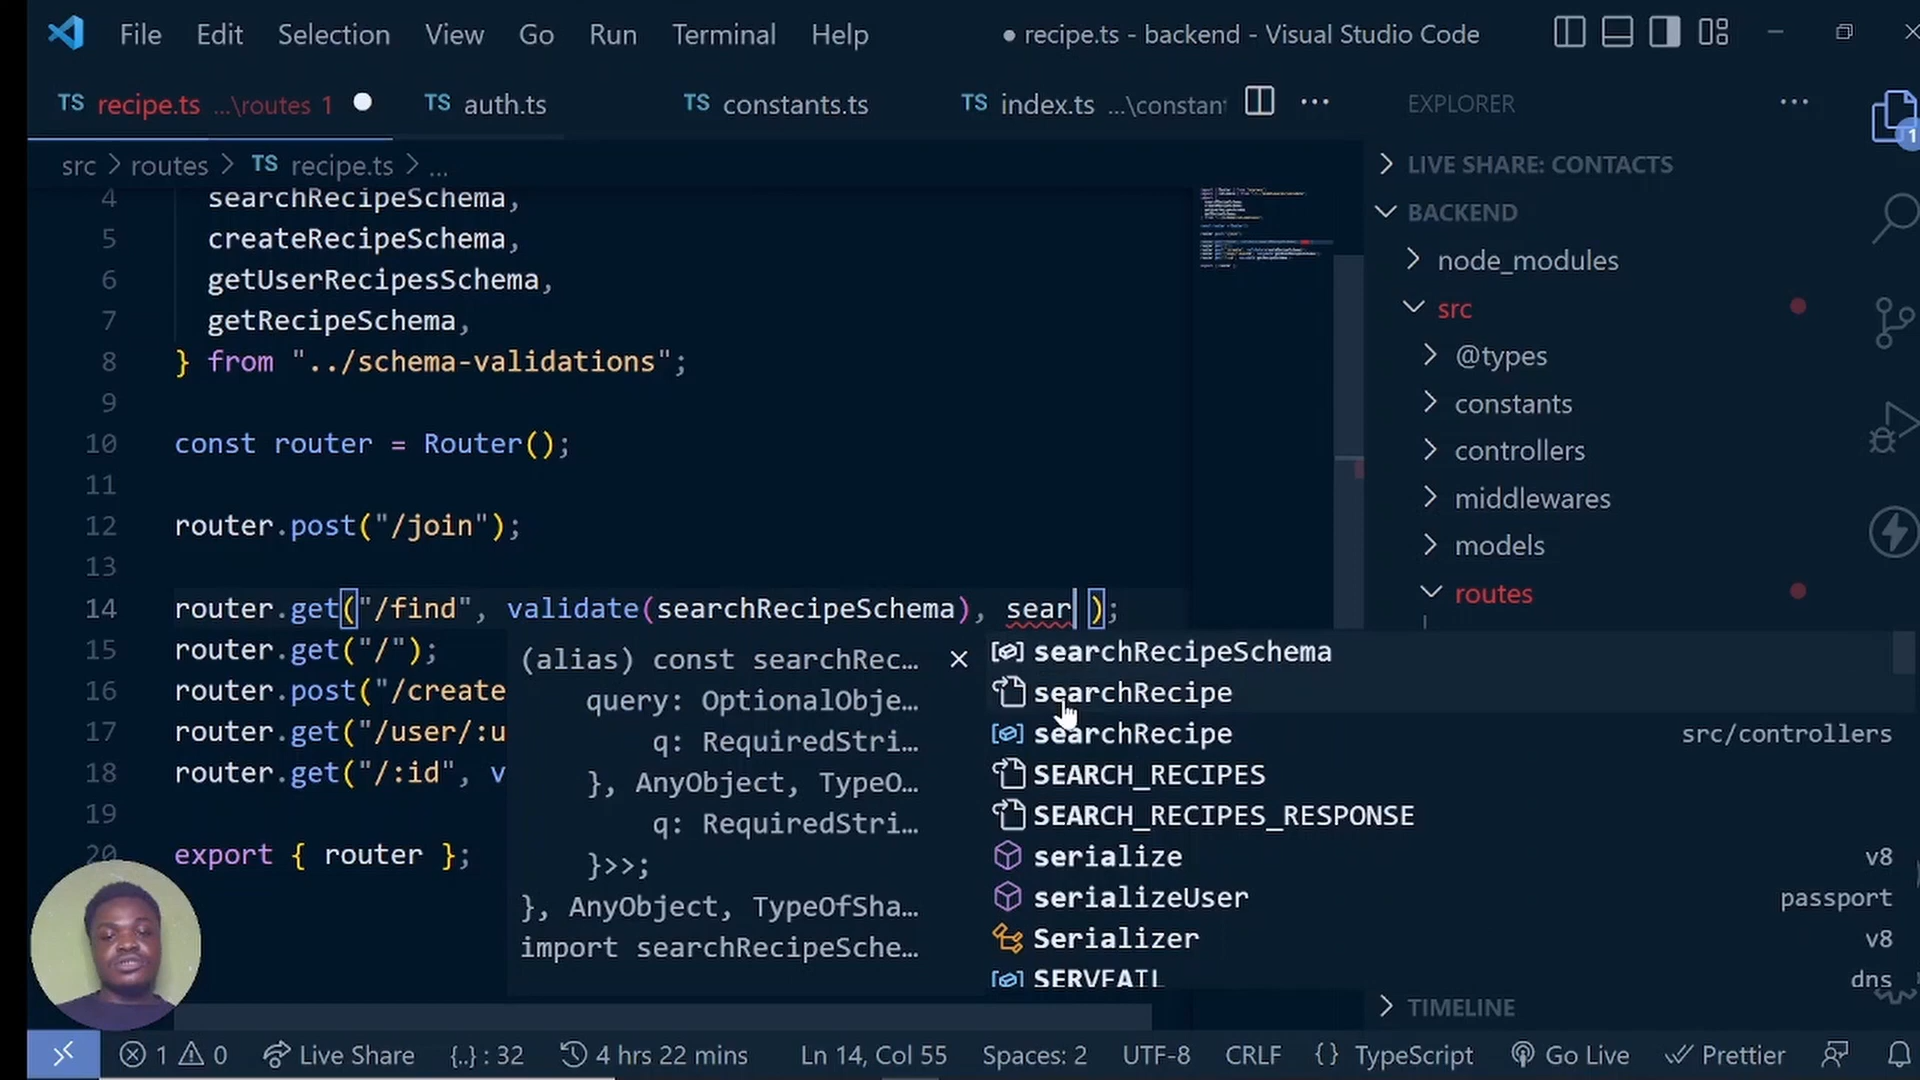 File Edit Selection View Go Run Terminal Help ● recipe.ts - backend - Visual Studio Code
TS recipe.ts ...\routes 1 TS auth.ts TS constants.ts TS index.ts ...\constan ...
src > routes > TS recipe.ts > ...
4 searchRecipeSchema,
5 createRecipeSchema,
6 getUserRecipesSchema,
7 getRecipeSchema,
8 } from "../schema-validations";
9
10 const router = Router();
11
12 router.post("/join");
13
14 router.get("/find", validate(searchRecipeSchema), sear );
15 router.get("/");
16 router.post("/create
17 router.get("/user/:u
18 router.get("/:id", v
19
20 export { router };
(alias) const searchRec...
query: OptionalObje...
q: RequiredStri...
}, AnyObject, TypeO...
q: RequiredStri...
}>>;
}, AnyObject, TypeOfSha...
import searchRecipeSche...
searchRecipeSchema
searchRecipe
searchRecipe src/controllers
SEARCH_RECIPES
SEARCH_RECIPES_RESPONSE
serialize v8
serializeUser passport
Serializer v8
SERVFAIL dns
EXPLORER ...
LIVE SHARE: CONTACTS
BACKEND
node_modules
src
@types
constants
controllers
middlewares
models
routes
TIMELINE
1
1 0 Live Share {..} : 32 4 hrs 22 mins Ln 14, Col 55 Spaces: 2 UTF-8 CRLF {} TypeScript Go Live Prettier